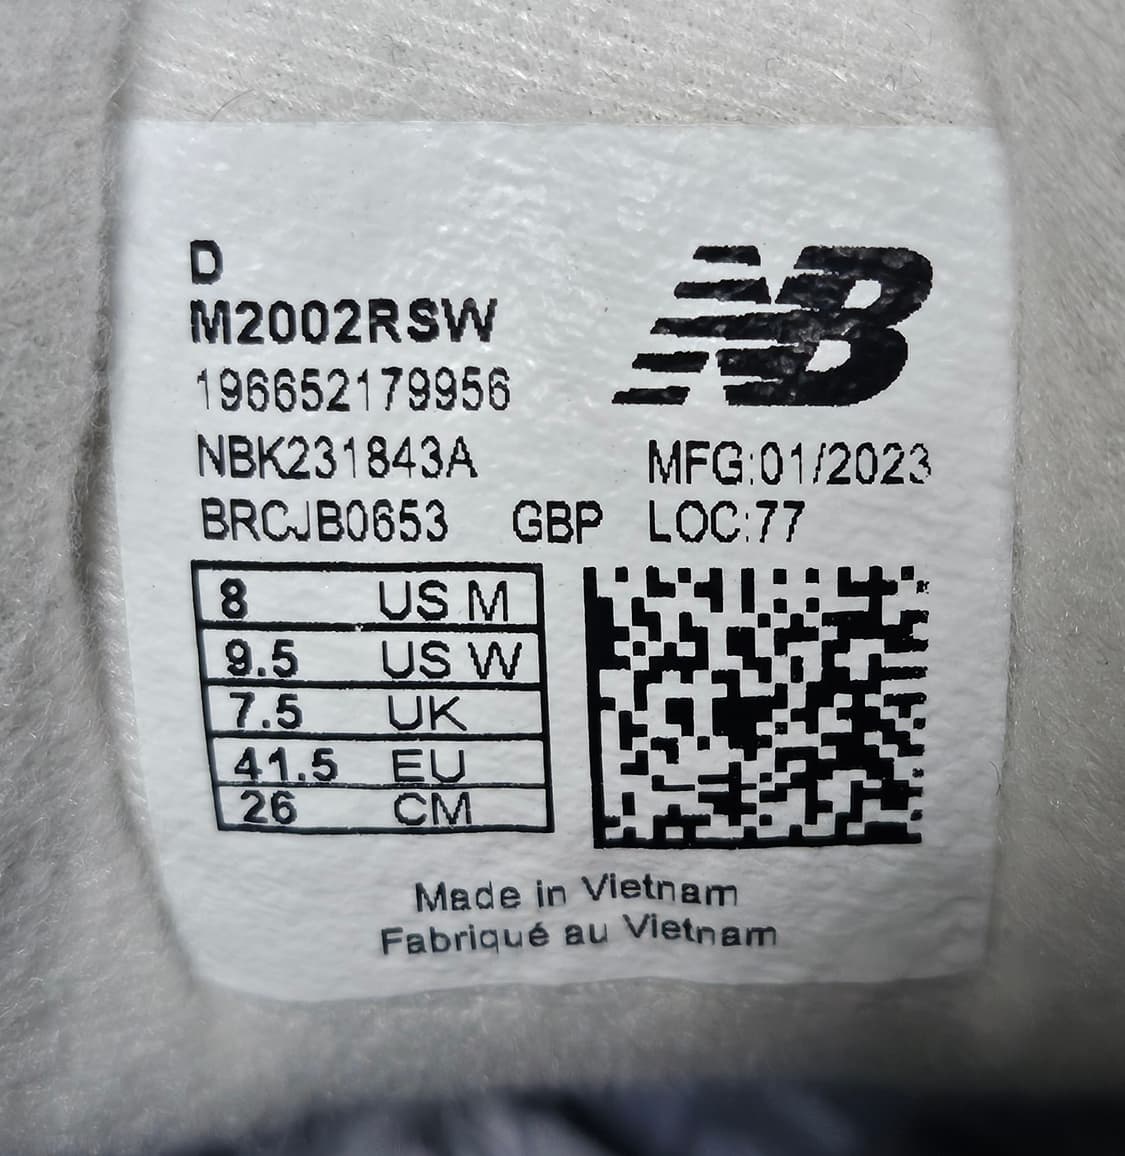 D
M2002RSW
196652179956
NBK231843A
MFG:01/2023
BRCJB0653 GBP LOC:77
NB
8 US M
9.5 US W
7.5 UK
41.5 EU
26 CM
Made in Vietnam
Fabriqué au Vietnam